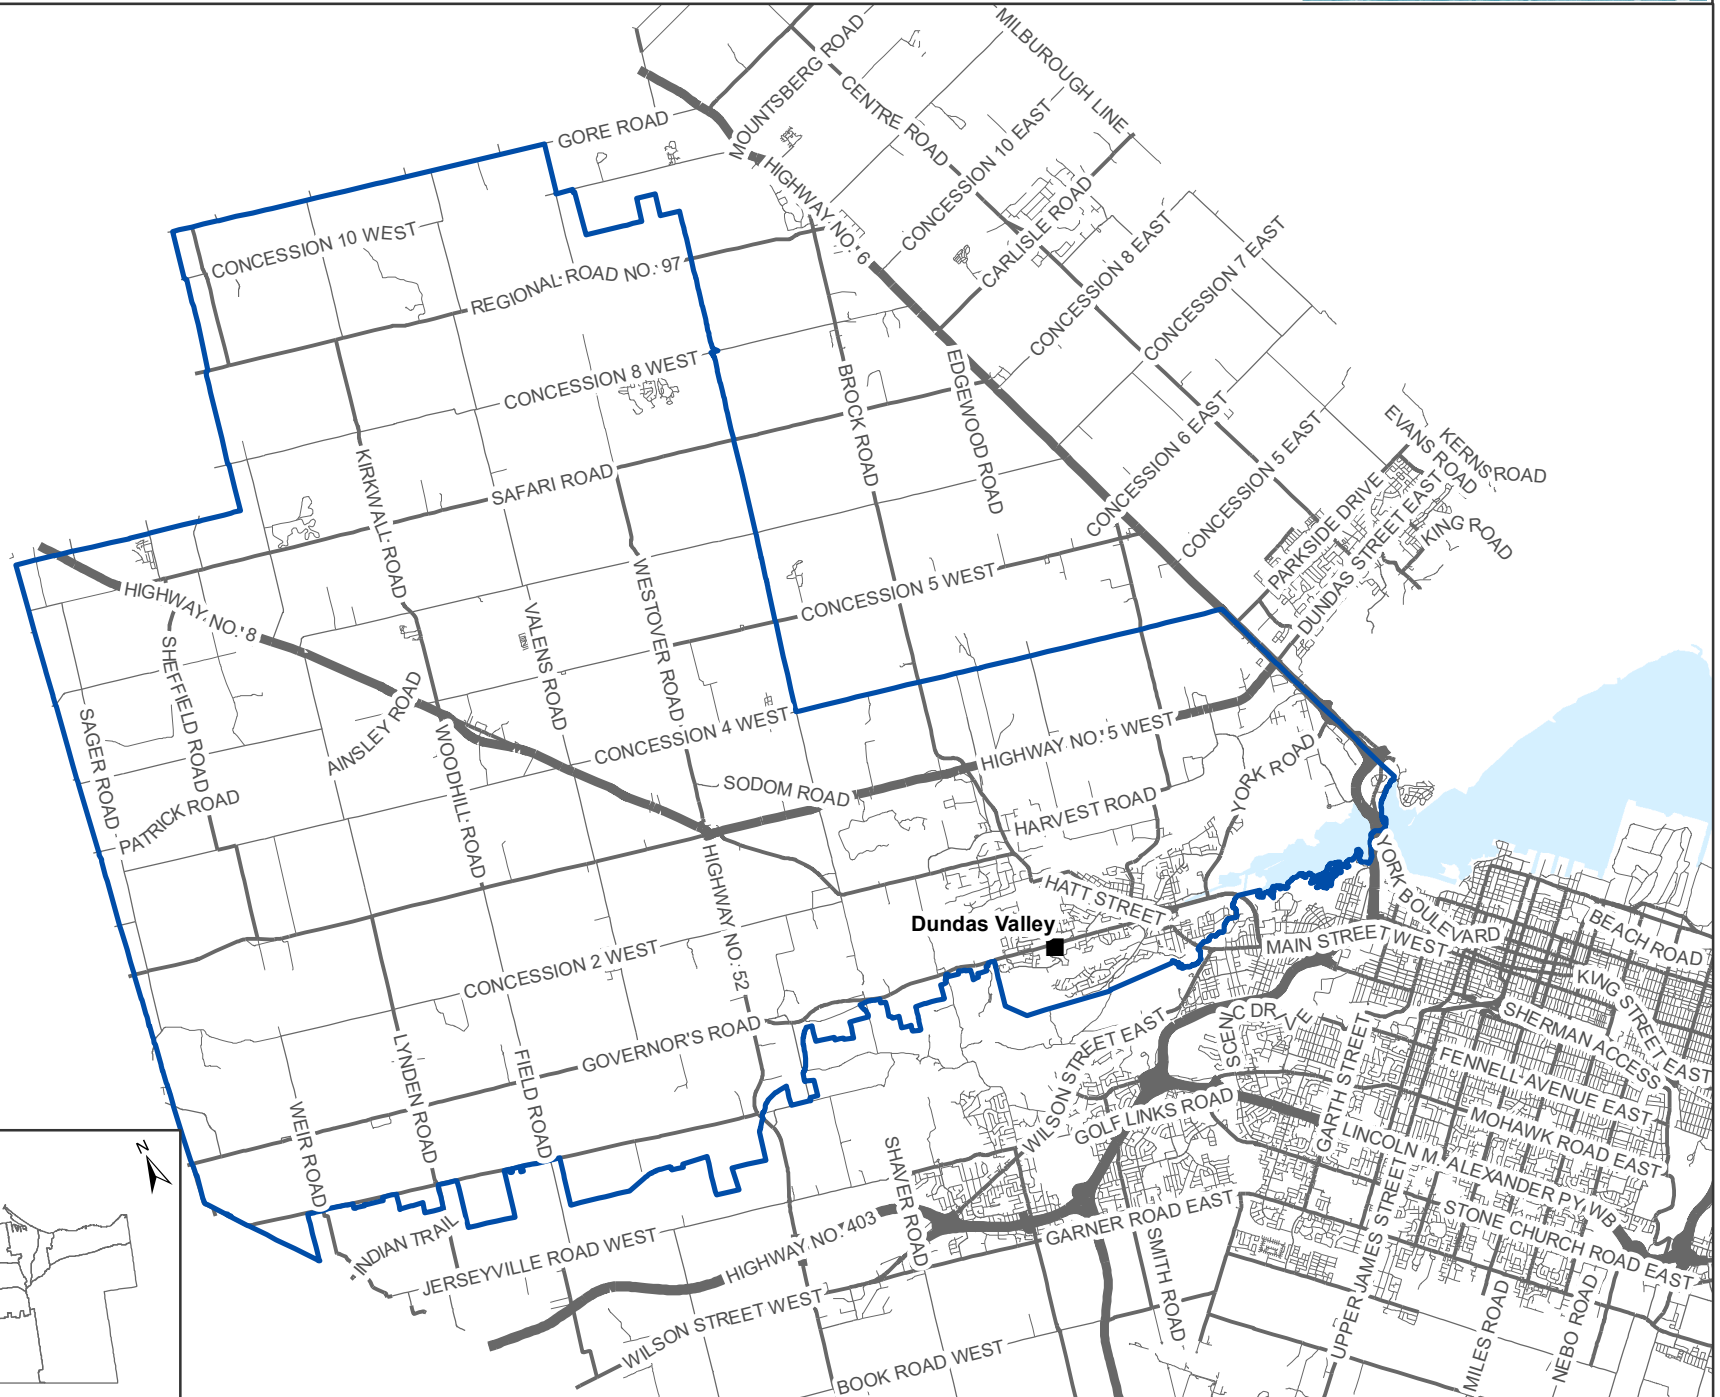 MILBOROUGH LINE
MOUNTSBERG ROAD
CENTRE ROAD
GORE ROAD
CONCESSION 10 EAST
HIGHWAY NO. 6
CARLISLE ROAD
CONCESSION 10 WEST
CONCESSION 8 EAST
CONCESSION 7 EAST
REGIONAL ROAD NO. 97
CONCESSION 8 WEST
BROCK ROAD
EDGEWOOD ROAD
CONCESSION 6 EAST
CONCESSION 5 EAST
EVANS ROAD
KERNS ROAD
KIRKWALL ROAD
SAFARI ROAD
PARKSIDE DRIVE
DUNDAS STREET EAST
KING ROAD
HIGHWAY NO. 8
CONCESSION 5 WEST
WESTOVER ROAD
VALENS ROAD
SHEFFIELD ROAD
AINSLEY ROAD
SAGER ROAD
WOODHILL ROAD
CONCESSION 4 WEST
HIGHWAY NO. 5 WEST
SODOM ROAD
YORK ROAD
PATRICK ROAD
HARVEST ROAD
HIGHWAY NO. 52
HATT STREET
YORK BOULEVARD
Dundas Valley
MAIN STREET WEST
BEACH ROAD
CONCESSION 2 WEST
KING STREET EAST
GOVERNOR'S ROAD
SCENIC DRIVE
SHERMAN ACCESS
LYNDEN ROAD
FIELD ROAD
WILSON STREET EAST
GARTH STREET
FENNELL AVENUE EAST
WEIR ROAD
GOLF LINKS ROAD
MOHAWK ROAD EAST
LINCOLN M. ALEXANDER PY WB
SHAVER ROAD
N
INDIAN TRAIL
JERSEYVILLE ROAD WEST
HIGHWAY NO. 403
GARNER ROAD EAST
STONE CHURCH ROAD EAST
SMITH ROAD
UPPER JAMES STREET
WILSON STREET WEST
BOOK ROAD WEST
MILES ROAD
NEBO ROAD